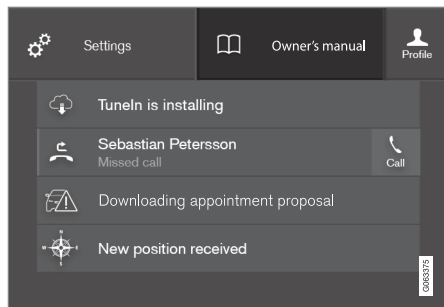 Settings
Owner's manual
Profile
TuneIn is installing
Sebastian Petersson
Missed call
Call
Downloading appointment proposal
New position received
N
W
E
S
G063375